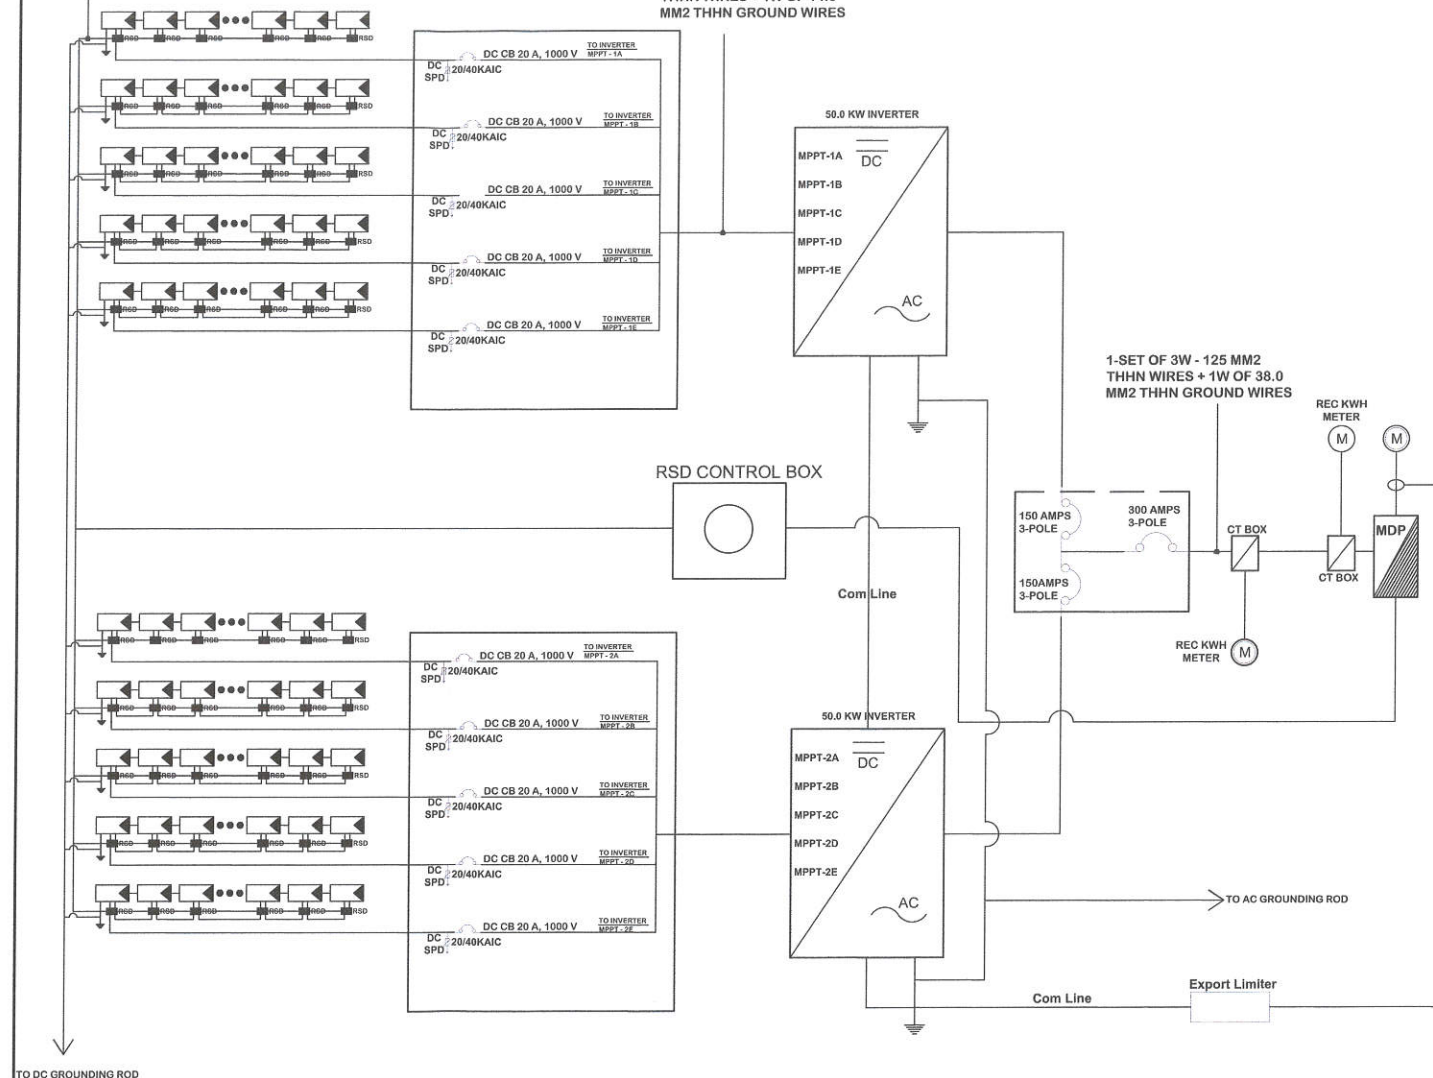 MM2 THHN GROUND WIRES
RSD
DC CB 20 A, 1000 V
TO INVERTER
MPPT - 1A
DC
SPD
20/40KAIC
RSD
DC CB 20 A, 1000 V
TO INVERTER
MPPT - 1B
DC
SPD
20/40KAIC
RSD
DC CB 20 A, 1000 V
TO INVERTER
MPPT - 1C
DC
SPD
20/40KAIC
RSD
DC CB 20 A, 1000 V
TO INVERTER
MPPT - 1D
DC
SPD
20/40KAIC
RSD
DC CB 20 A, 1000 V
TO INVERTER
MPPT - 1E
DC
SPD
20/40KAIC
50.0 KW INVERTER
MPPT-1A
DC
MPPT-1B
MPPT-1C
MPPT-1D
MPPT-1E
AC
1-SET OF 3W - 125 MM2
THHN WIRES + 1W OF 38.0
MM2 THHN GROUND WIRES
REC KWH
METER
M
M
RSD CONTROL BOX
150 AMPS
3-POLE
300 AMPS
3-POLE
150AMPS
3-POLE
CT BOX
CT BOX
MDP
REC KWH
METER
M
Com Line
RSD
DC CB 20 A, 1000 V
TO INVERTER
MPPT - 2A
DC
SPD
20/40KAIC
RSD
DC CB 20 A, 1000 V
TO INVERTER
MPPT - 2B
DC
SPD
20/40KAIC
RSD
DC CB 20 A, 1000 V
TO INVERTER
MPPT - 2C
DC
SPD
20/40KAIC
RSD
DC CB 20 A, 1000 V
TO INVERTER
MPPT - 2D
DC
SPD
20/40KAIC
RSD
DC CB 20 A, 1000 V
TO INVERTER
MPPT - 2E
DC
SPD
20/40KAIC
50.0 KW INVERTER
MPPT-2A
DC
MPPT-2B
MPPT-2C
MPPT-2D
MPPT-2E
AC
TO AC GROUNDING ROD
Export Limiter
Com Line
TO DC GROUNDING ROD